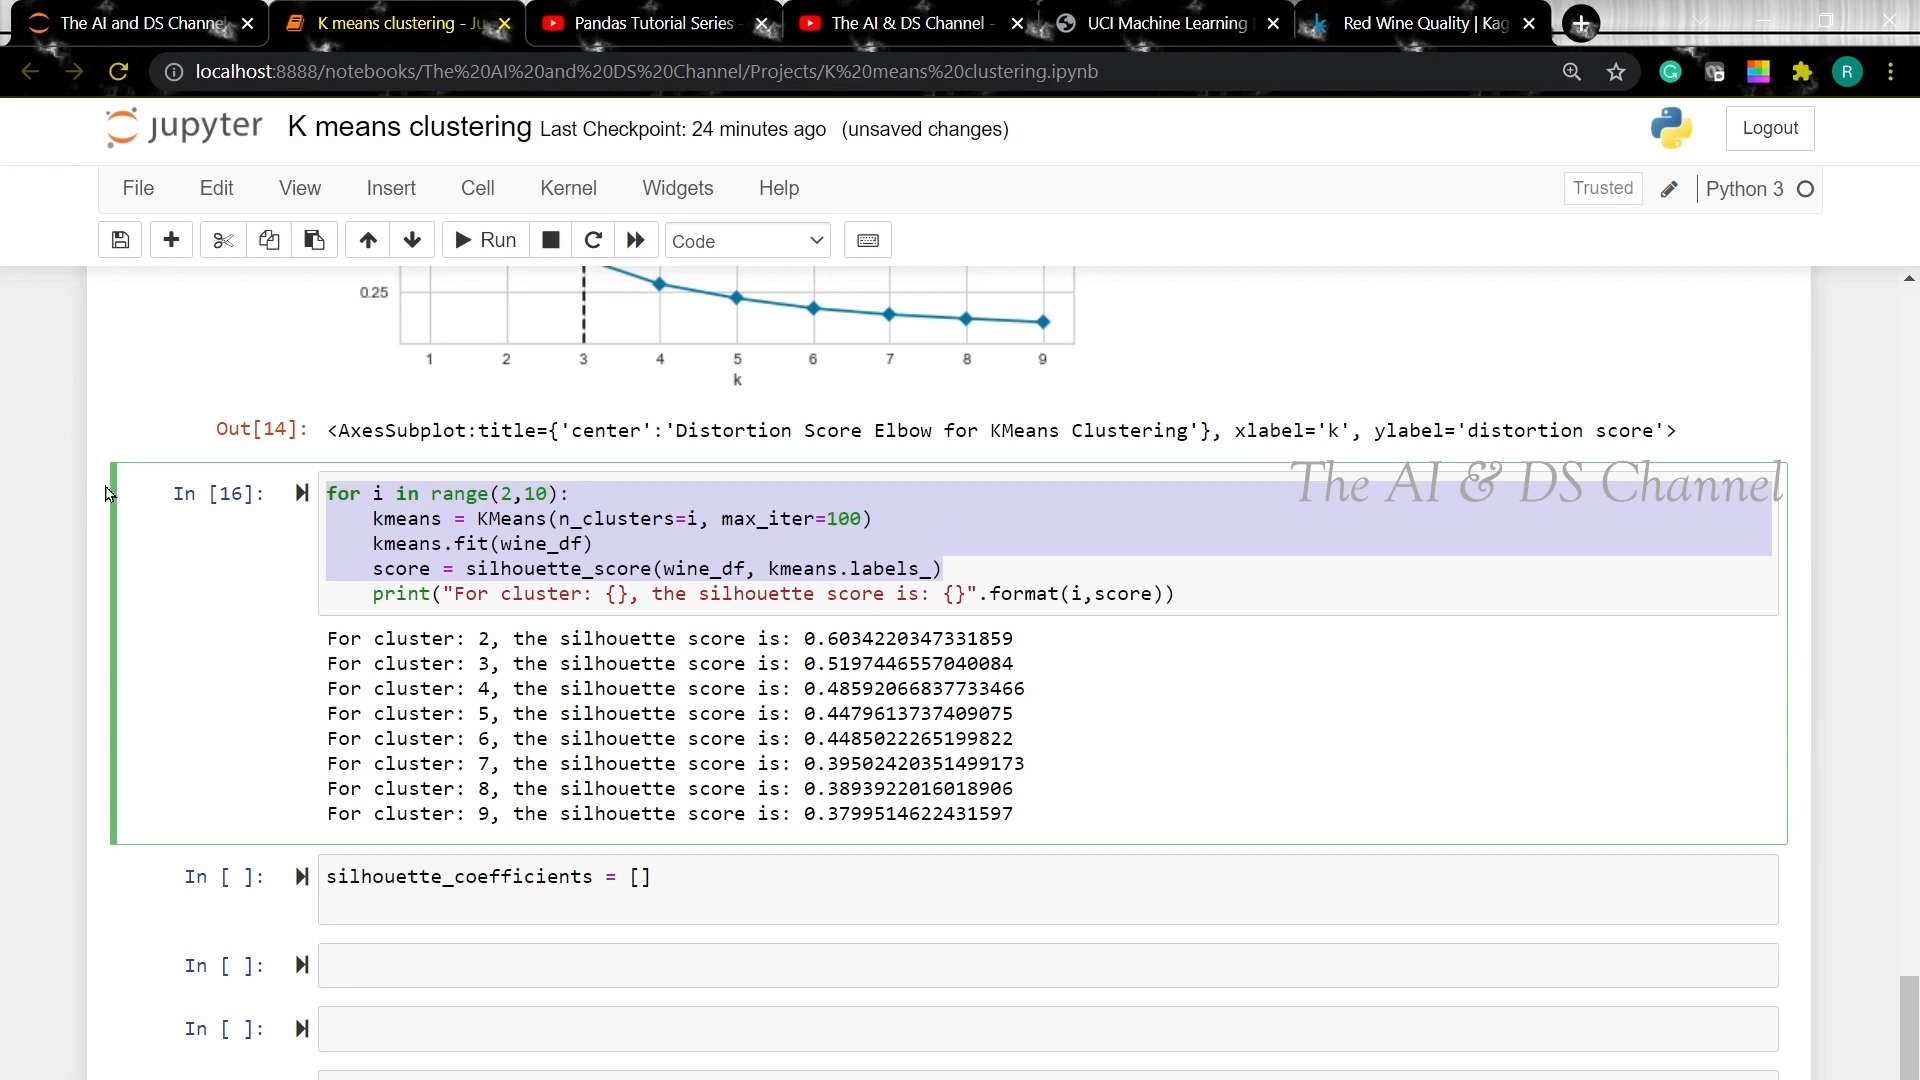 The AI and DS Channel
K means clustering - Ju
Pandas Tutorial Series -
The AI & DS Channel -
UCI Machine Learning
Red Wine Quality | Kag
localhost:8888/notebooks/The%20AI%20and%20DS%20Channel/Projects/K%20means%20clustering.ipynb
R
jupyter K means clustering Last Checkpoint: 24 minutes ago (unsaved changes)
Logout
File Edit View Insert Cell Kernel Widgets Help
Trusted
Python 3
Run
Code
0.25
1 2 3 4 5 6 7 8 9
k
Out[14]: <AxesSubplot:title={'center':'Distortion Score Elbow for KMeans Clustering'}, xlabel='k', ylabel='distortion score'>
The AI & DS Channel
In [16]: for i in range(2,10):
kmeans = KMeans(n_clusters=i, max_iter=100)
kmeans.fit(wine_df)
score = silhouette_score(wine_df, kmeans.labels_)
print("For cluster: {}, the silhouette score is: {}".format(i,score))
For cluster: 2, the silhouette score is: 0.6034220347331859
For cluster: 3, the silhouette score is: 0.5197446557040084
For cluster: 4, the silhouette score is: 0.48592066837733466
For cluster: 5, the silhouette score is: 0.4479613737409075
For cluster: 6, the silhouette score is: 0.4485022265199822
For cluster: 7, the silhouette score is: 0.39502420351499173
For cluster: 8, the silhouette score is: 0.3893922016018906
For cluster: 9, the silhouette score is: 0.3799514622431597
In [ ]: silhouette_coefficients = []
In [ ]:
In [ ]: